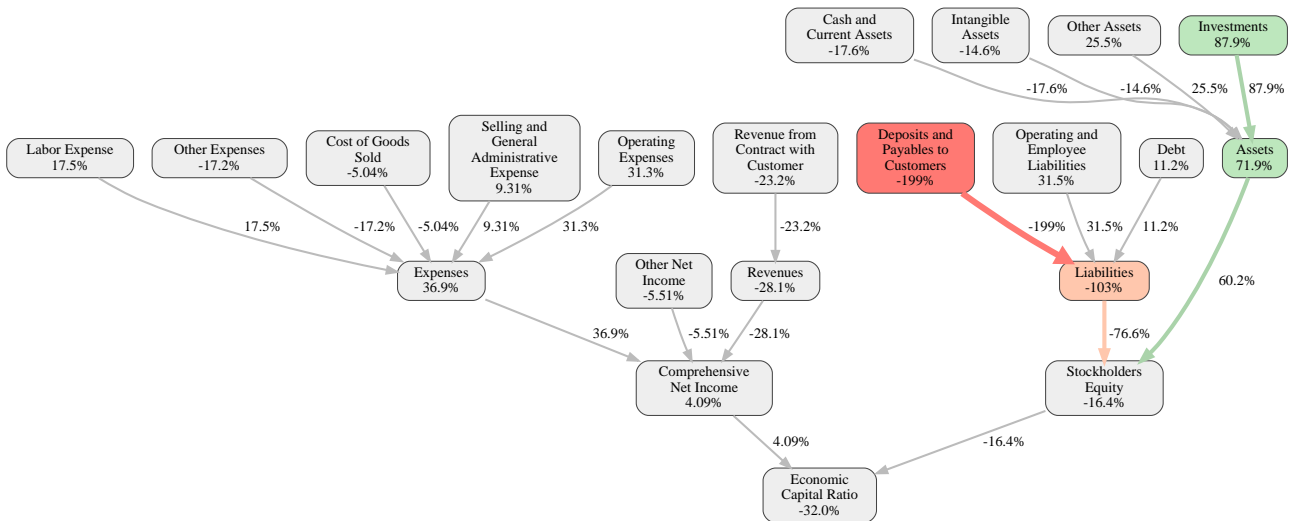 Cash and
Current Assets
-17.6%
Intangible
Assets
-14.6%
Other Assets
25.5%
Investments
87.9%
-17.6%
-14.6%
25.5%
87.9%
Labor Expense
17.5%
Other Expenses
-17.2%
Cost of Goods
Sold
-5.04%
Selling and
General
Administrative
Expense
9.31%
Operating
Expenses
31.3%
Revenue from
Contract with
Customer
-23.2%
Deposits and
Payables to
Customers
-199%
Operating and
Employee
Liabilities
31.5%
Debt
11.2%
Assets
71.9%
17.5%
-17.2%
-5.04%
9.31%
31.3%
-23.2%
-199%
31.5%
11.2%
Expenses
36.9%
Other Net
Income
-5.51%
Revenues
-28.1%
Liabilities
-103%
60.2%
36.9%
-5.51%
-28.1%
-76.6%
Comprehensive
Net Income
4.09%
Stockholders
Equity
-16.4%
4.09%
-16.4%
Economic
Capital Ratio
-32.0%